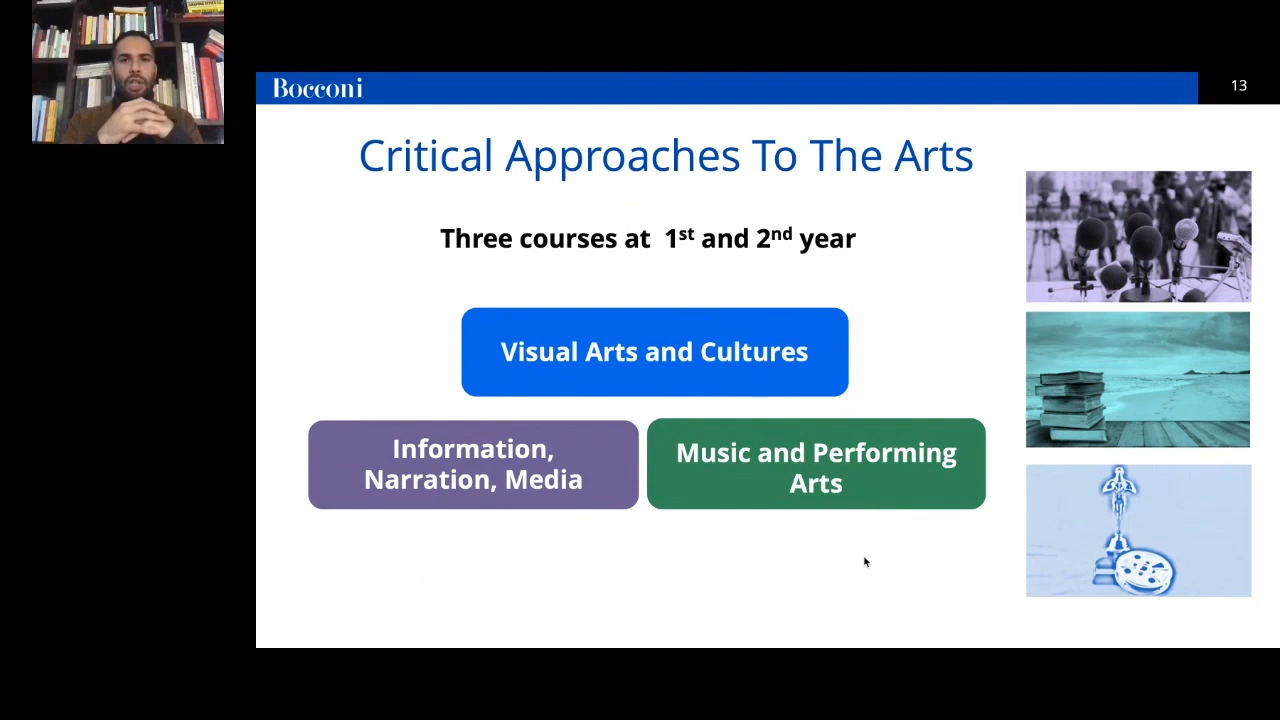 Bocconi
13
Critical Approaches To The Arts
Three courses at 1st and 2nd year
Visual Arts and Cultures
Information,
Narration, Media
Music and Performing
Arts